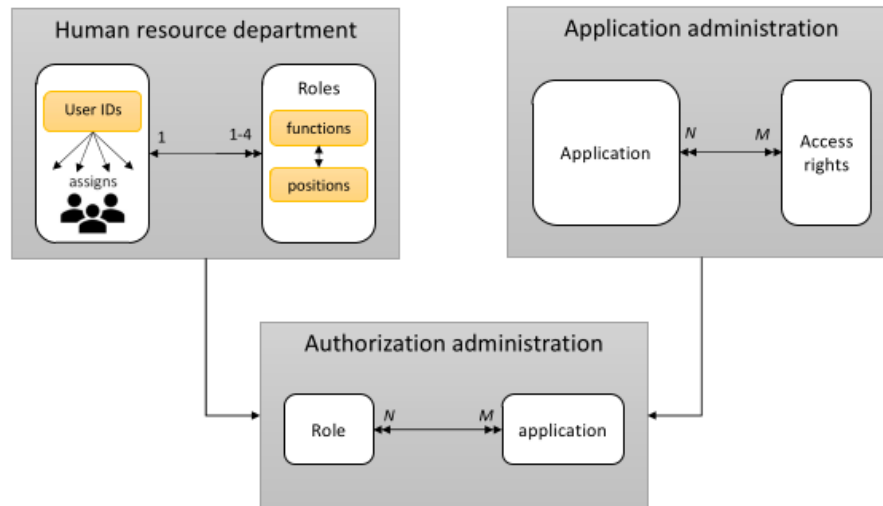 Human resource department
User IDs
assigns
1
1-4
Roles
functions
positions
Application administration
Application
N
M
Access
rights
Authorization administration
Role
N
M
application